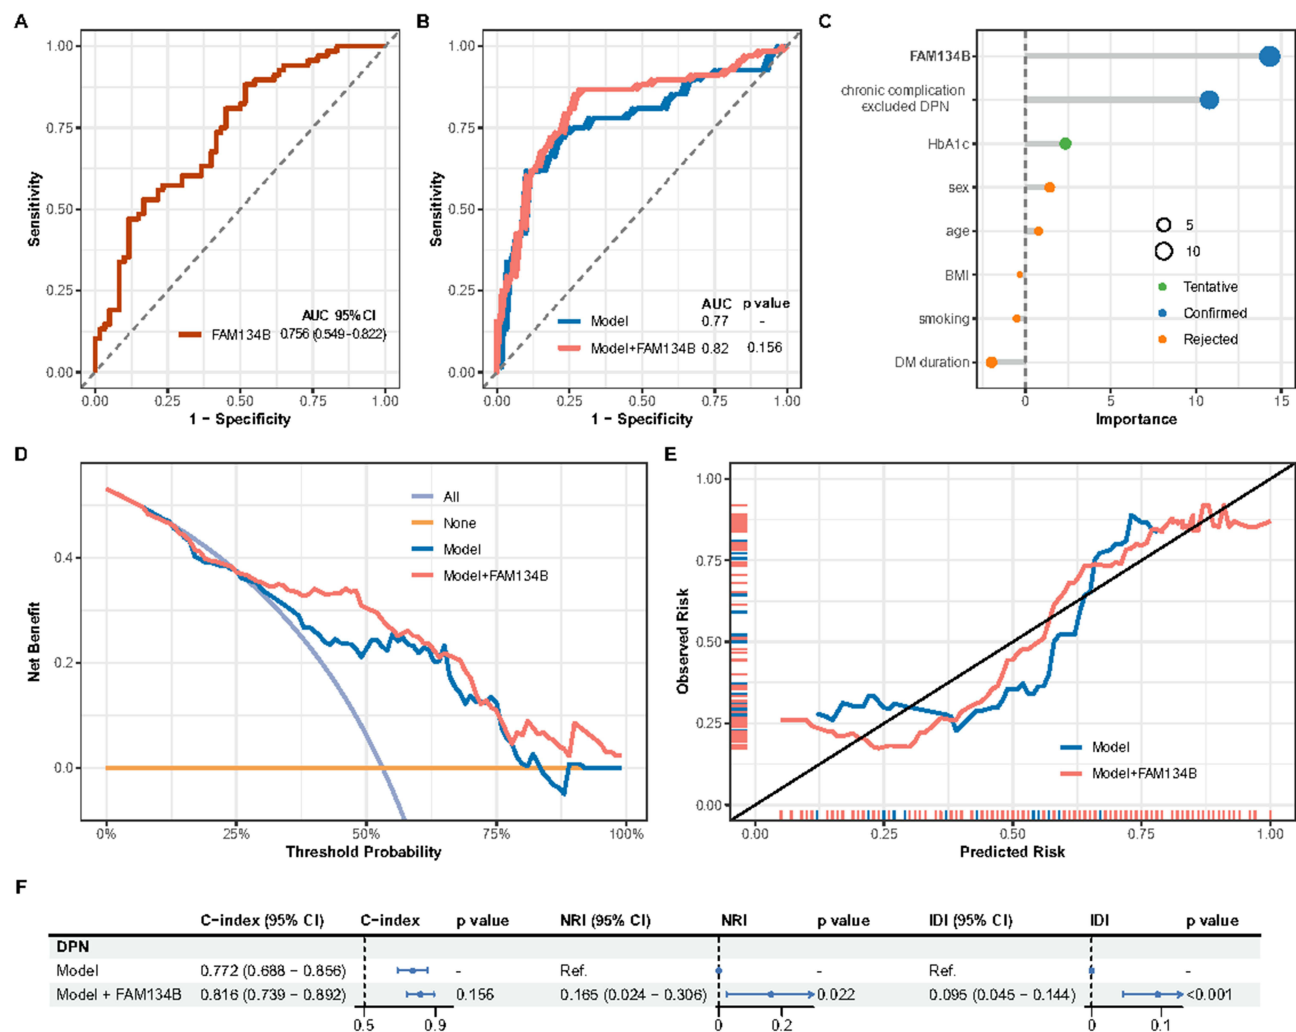 A
1.00
0.75
0.50
0.25
0.00
Sensitivity
AUC 95% CI
FAM134B 0.756 (0.549–0.822)
0.00 0.25 0.50 0.75 1.00
1 − Specificity
B
1.00
0.75
0.50
0.25
0.00
Sensitivity
AUC p value
Model 0.77 -
Model+FAM134B 0.82 0.156
0.00 0.25 0.50 0.75 1.00
1 − Specificity
C
FAM134B
chronic complication
excluded DPN
HbA1c
sex
age
BMI
smoking
DM duration
5
10
Tentative
Confirmed
Rejected
0 5 10 15
Importance
D
0.4
0.2
0.0
Net Benefit
All
None
Model
Model+FAM134B
0% 25% 50% 75% 100%
Threshold Probability
E
1.00
0.75
0.50
0.25
0.00
Observed Risk
Model
Model+FAM134B
0.00 0.25 0.50 0.75 1.00
Predicted Risk
F
C-index (95% CI) C-index p value NRI (95% CI) NRI p value IDI (95% CI) IDI p value
DPN
Model 0.772 (0.688 − 0.856) - Ref. - Ref. -
Model + FAM134B 0.816 (0.739 − 0.892) 0.156 0.165 (0.024 − 0.306) 0.022 0.095 (0.045 − 0.144) <0.001
0.5 0.9 0 0.2 0 0.1